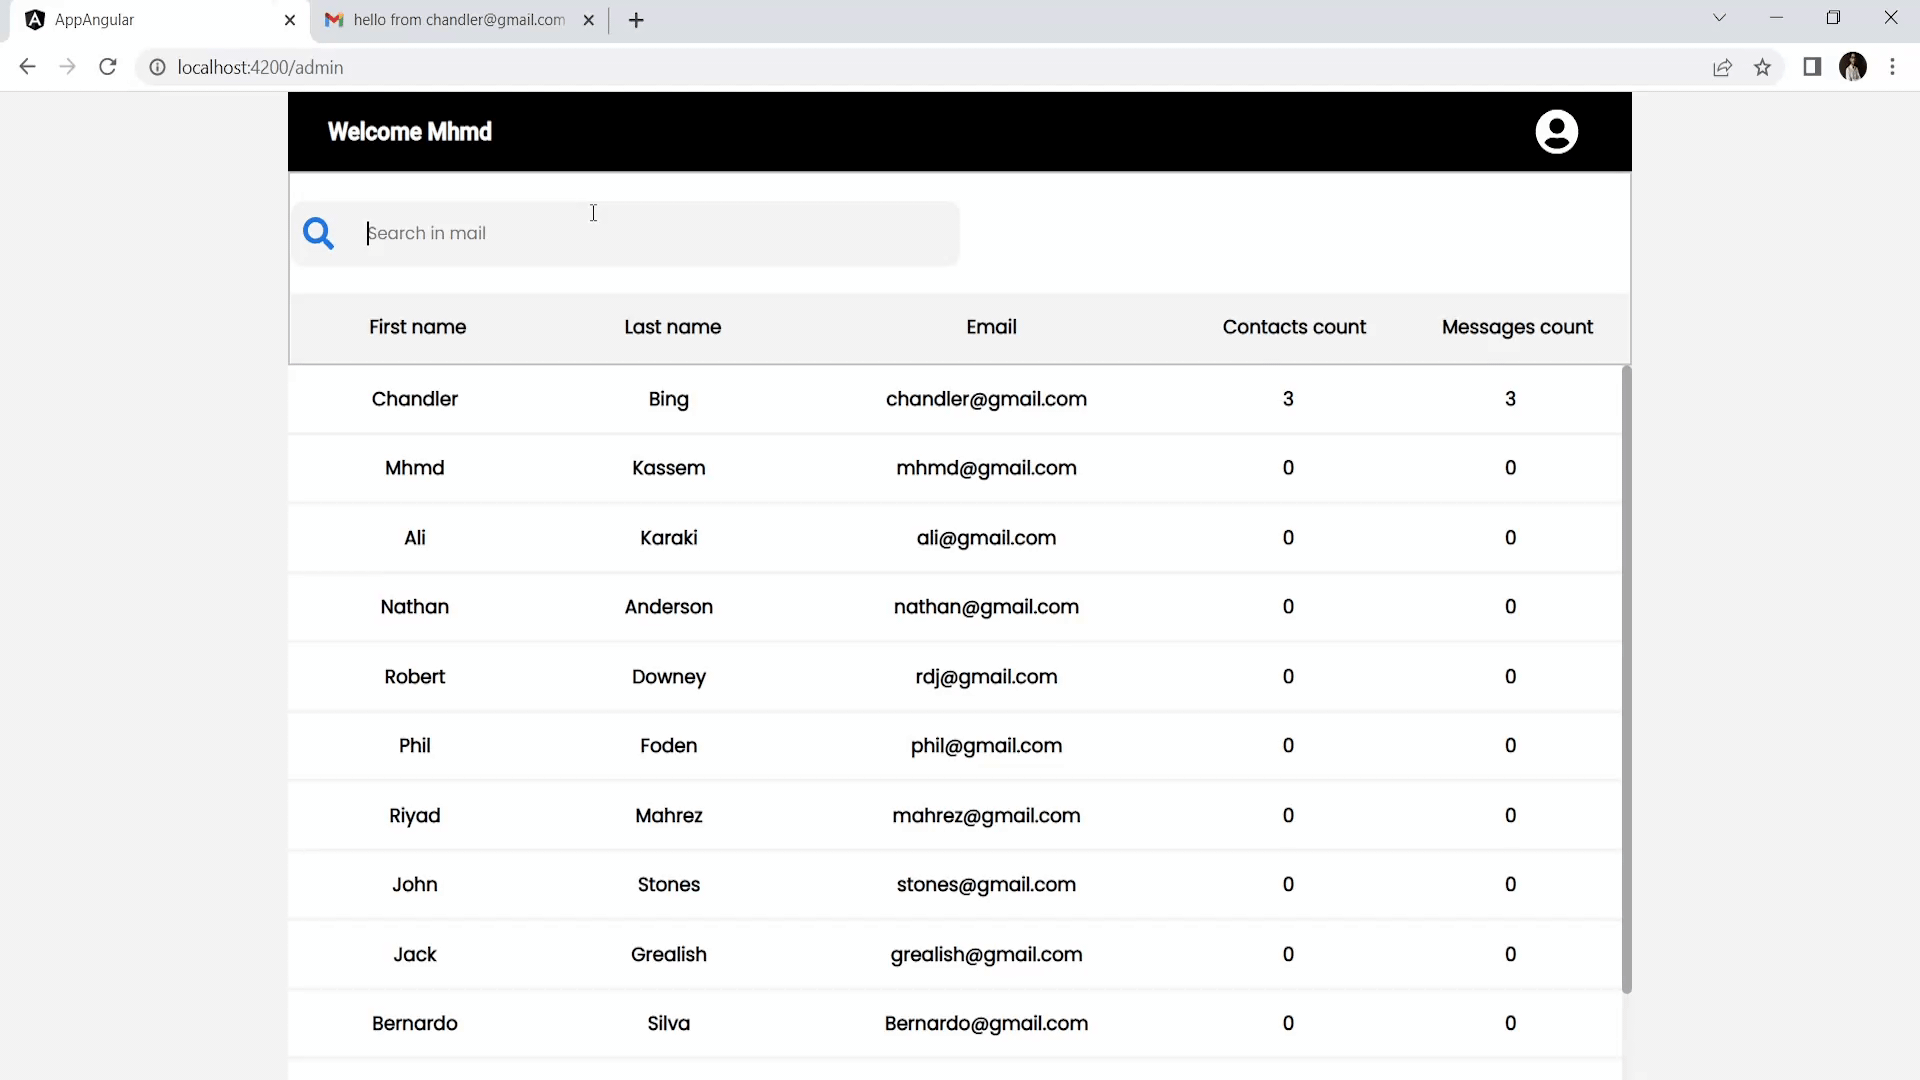 AppAngular hello from chandler@gmail.com
localhost:4200/admin
Welcome Mhmd
Search in mail
First name Last name Email Contacts count Messages count
Chandler Bing chandler@gmail.com 3 3
Mhmd Kassem mhmd@gmail.com 0 0
Ali Karaki ali@gmail.com 0 0
Nathan Anderson nathan@gmail.com 0 0
Robert Downey rdj@gmail.com 0 0
Phil Foden phil@gmail.com 0 0
Riyad Mahrez mahrez@gmail.com 0 0
John Stones stones@gmail.com 0 0
Jack Grealish grealish@gmail.com 0 0
Bernardo Silva Bernardo@gmail.com 0 0